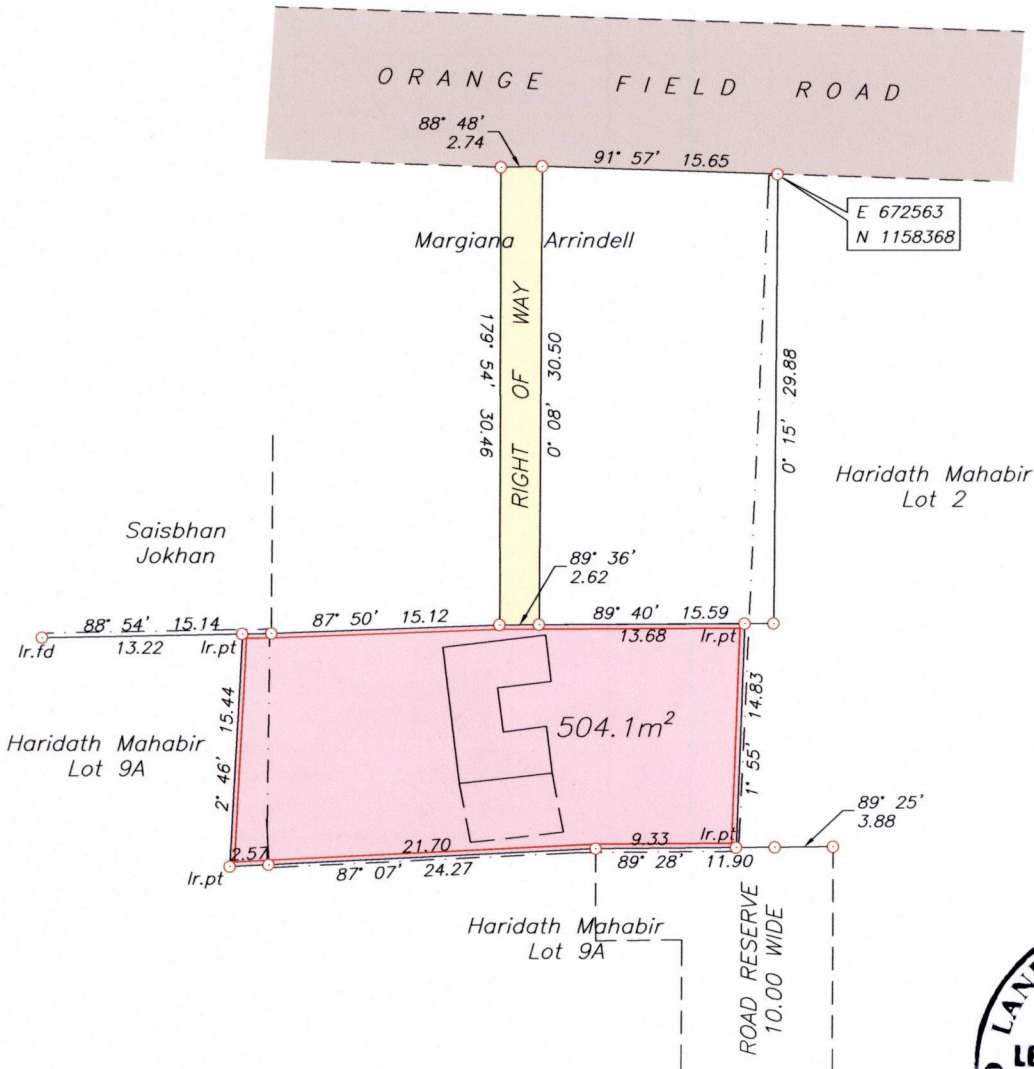 ORANGE FIELD ROAD
88° 48'
2.74
91° 57' 15.65
E 672563
N 1158368
Margiana Arrindell
RIGHT OF WAY
179° 54' 30.46
0° 08' 30.50
0° 15' 29.88
Haridath Mahabir
Lot 2
Saisbhan
Jokhan
89° 36'
2.62
88° 54' 15.14
87° 50' 15.12
89° 40' 15.59
Ir.fd
13.22
Ir.pt
13.68
Ir.pt
504.1m²
2° 46' 15.44
1° 55' 14.83
Haridath Mahabir
Lot 9A
89° 25'
3.88
2.57
21.70
9.33
Ir.pt
Ir.pt
87° 07' 24.27
89° 28' 11.90
Haridath Mahabir
Lot 9A
ROAD RESERVE
10.00 WIDE